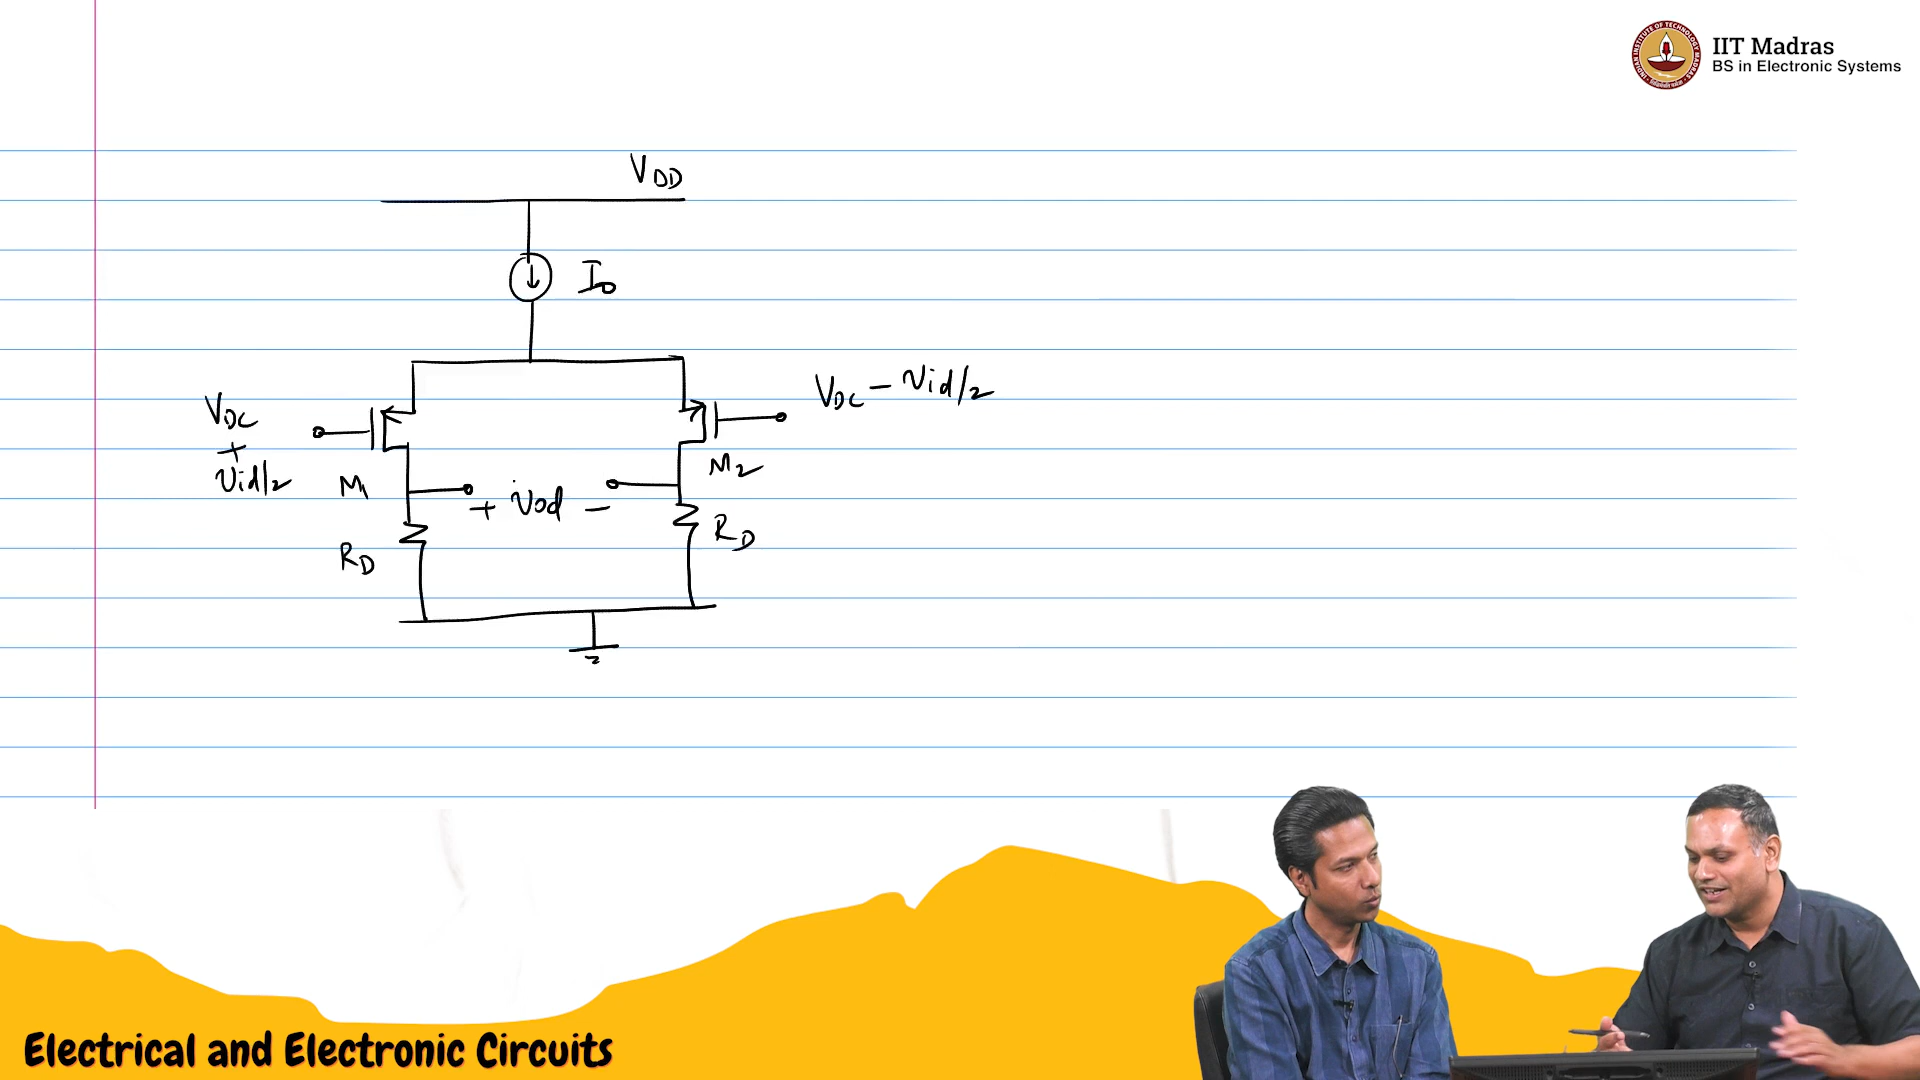 IIT Madras
BS in Electronic Systems
VDD
I0
VDC
+
Vid/2
VDC - Vid/2
M1
M2
+ Vod -
RD
RD
Electrical and Electronic Circuits